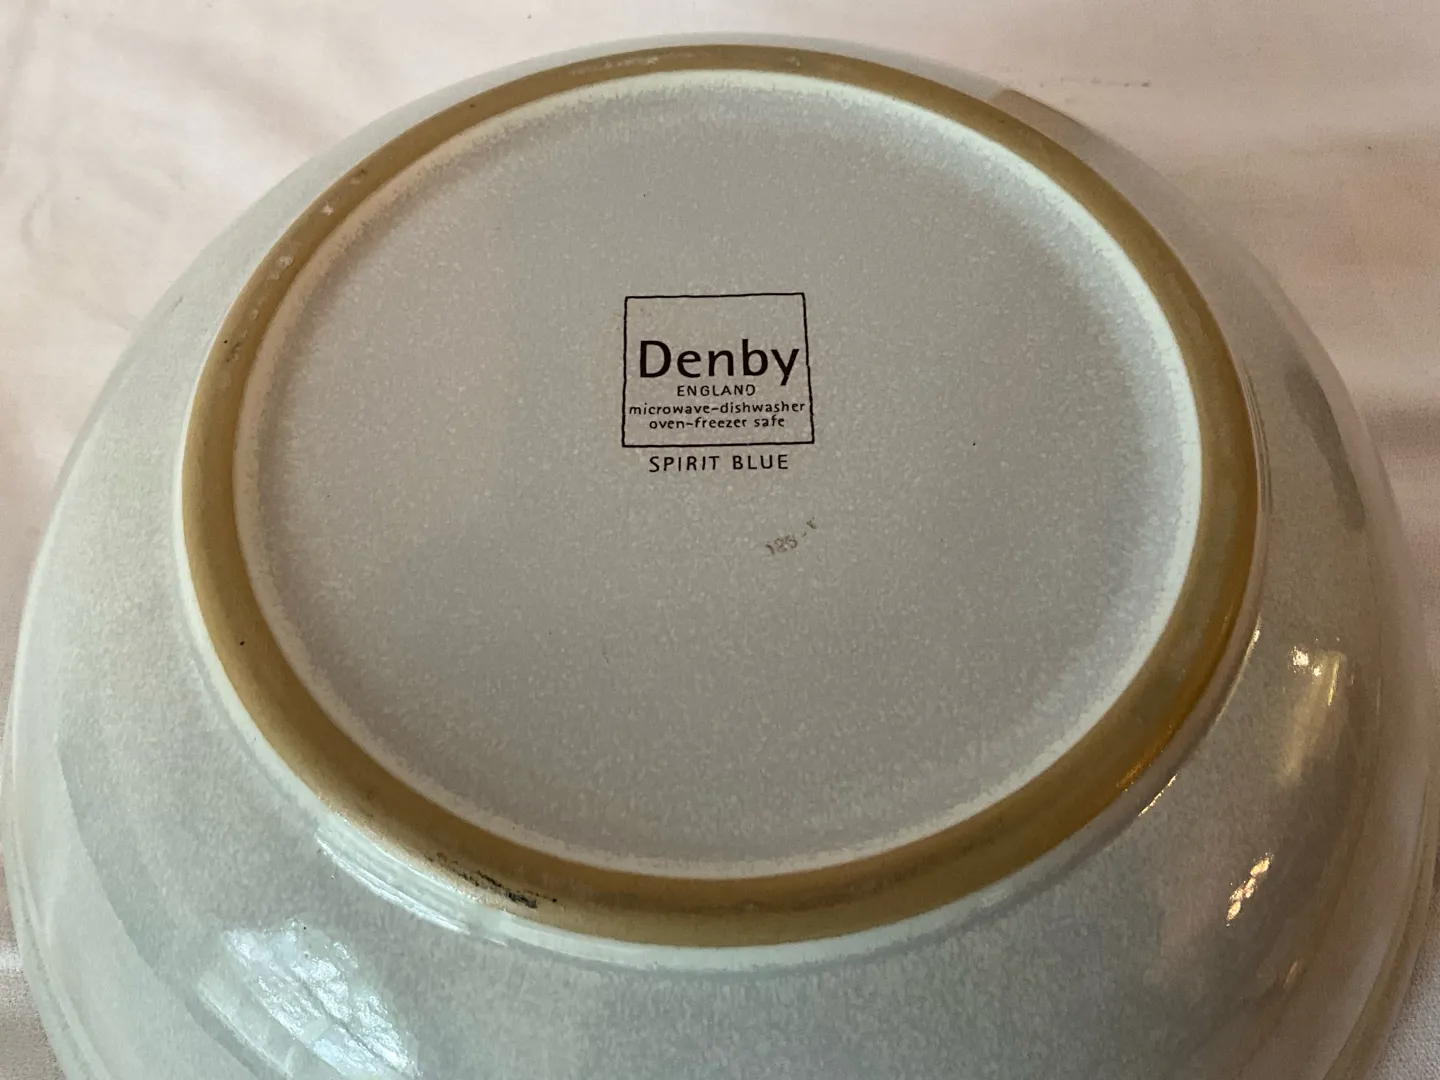 Denby
ENGLAND
microwave-dishwasher
oven-freezer safe
SPIRIT BLUE